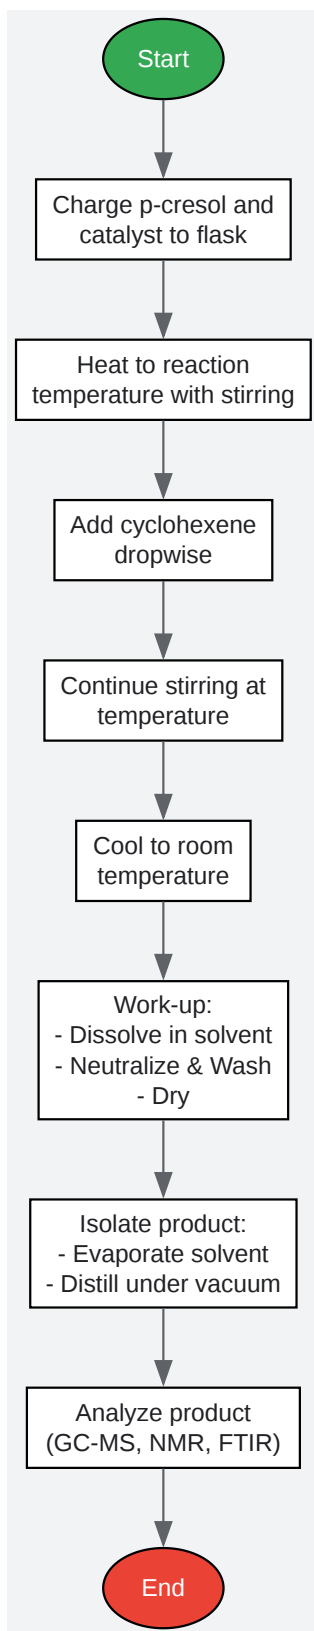 Start
Charge p-cresol and
catalyst to flask
Heat to reaction
temperature with stirring
Add cyclohexene
dropwise
Continue stirring at
temperature
Cool to room
temperature
Work-up:
- Dissolve in solvent
- Neutralize & Wash
- Dry
Isolate product:
- Evaporate solvent
- Distill under vacuum
Analyze product
(GC-MS, NMR, FTIR)
End